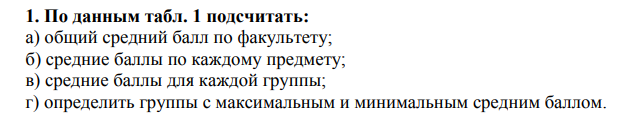 1. По данным табл. 1 подсчитать:
а) общий средний балл по факультету;
б) средние баллы по каждому предмету;
в) средние баллы для каждой группы;
г) определить группы с максимальным и минимальным средним баллом.